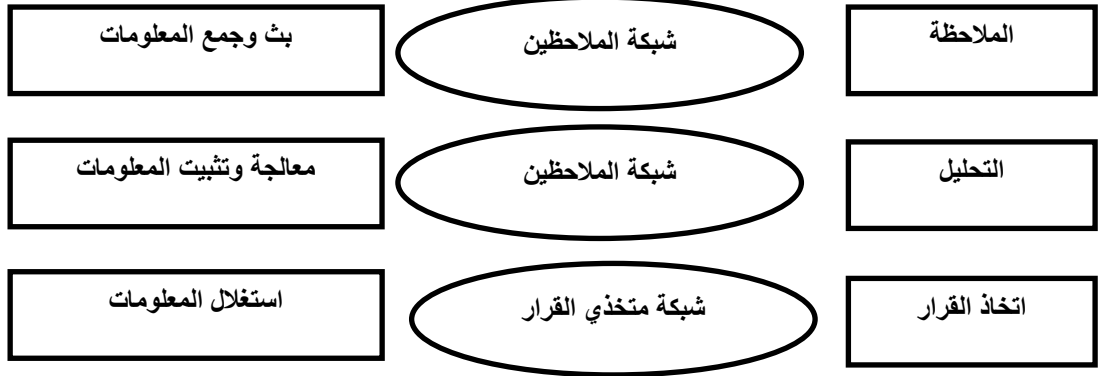 الملاحظة
شبكة الملاحظين
بث وجمع المعلومات
التحليل
شبكة الملاحظين
معالجة وتثبيت المعلومات
اتخاذ القرار
شبكة متخذي القرار
استغلال المعلومات